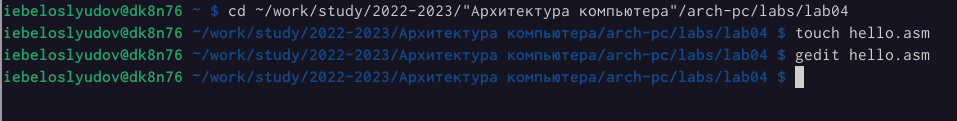 iebeloslyudov@dk8n76 ~ $ cd ~/work/study/2022-2023/"Архитектура компьютера"/arch-pc/labs/lab04
iebeloslyudov@dk8n76 ~/work/study/2022-2023/Архитектура компьютера/arch-pc/labs/lab04 $ touch hello.asm
iebeloslyudov@dk8n76 ~/work/study/2022-2023/Архитектура компьютера/arch-pc/labs/lab04 $ gedit hello.asm
iebeloslyudov@dk8n76 ~/work/study/2022-2023/Архитектура компьютера/arch-pc/labs/lab04 $